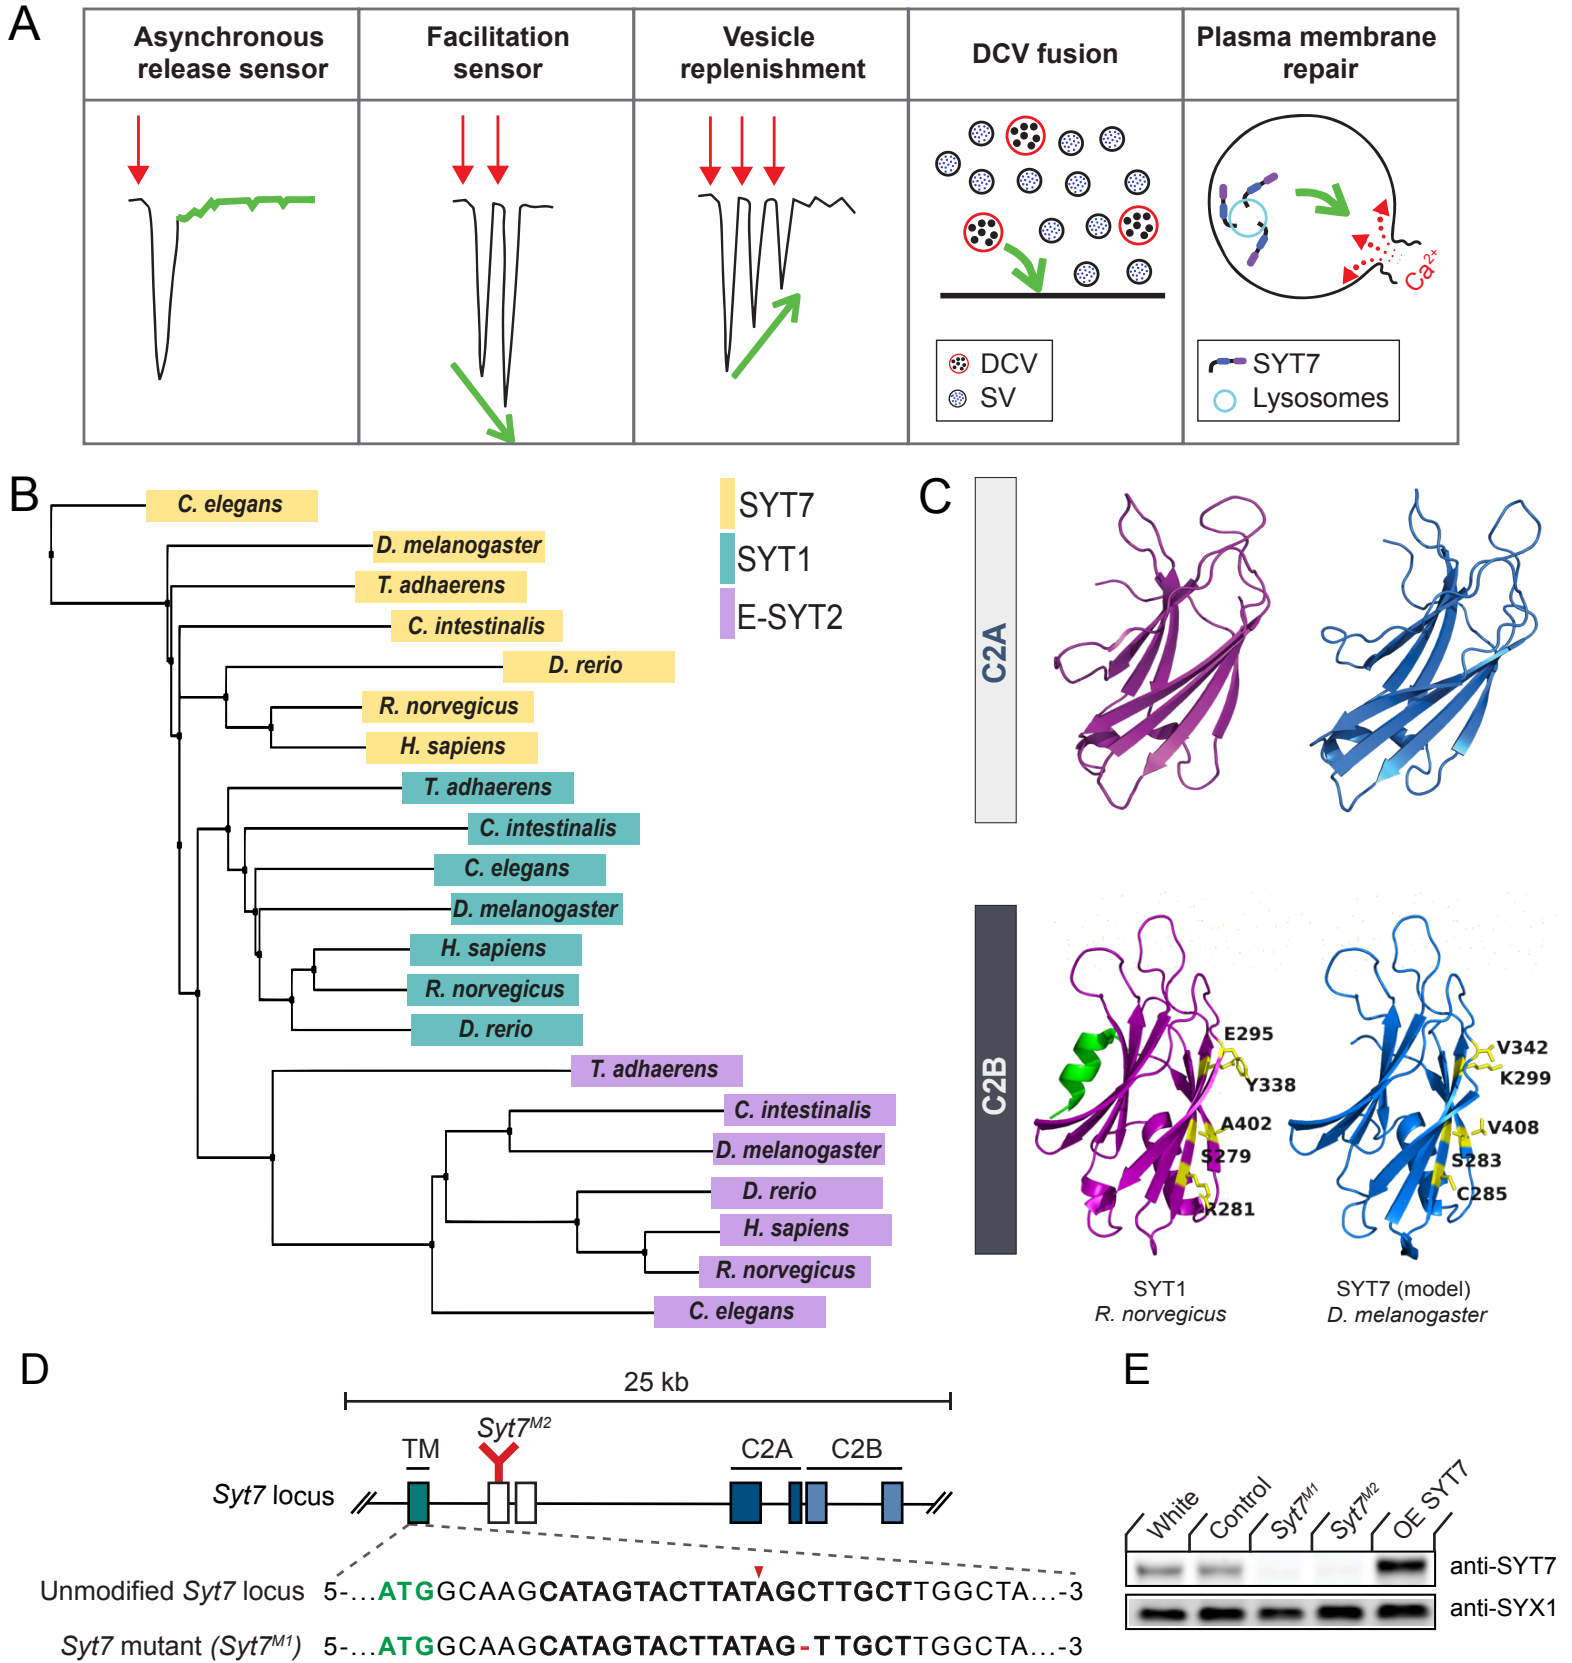 A
Asynchronous
release sensor
Facilitation
sensor
Vesicle
replenishment
DCV fusion
Plasma membrane
repair
Ca2+
DCV
SV
SYT7
Lysosomes
B
C. elegans
D. melanogaster
T. adhaerens
C. intestinalis
D. rerio
R. norvegicus
H. sapiens
T. adhaerens
C. intestinalis
C. elegans
D. melanogaster
H. sapiens
R. norvegicus
D. rerio
T. adhaerens
C. intestinalis
D. melanogaster
D. rerio
H. sapiens
R. norvegicus
C. elegans
SYT7
SYT1
E-SYT2
C
C2A
C2B
E295
Y338
A402
S279
R281
V342
K299
V408
S283
C285
SYT1
R. norvegicus
SYT7 (model)
D. melanogaster
D
25 kb
Syt7M2
TM
C2A
C2B
Syt7 locus
Unmodified Syt7 locus 5-...ATGGCAAGCATAGTACTTATAGCTTGCTTGGCTA...-3
Syt7 mutant (Syt7M1) 5-...ATGGCAAGCATAGTACTTATAG-TTGCTTGGCTA...-3
E
White
Control
Syt7M1
Syt7M2
OE SYT7
anti-SYT7
anti-SYX1